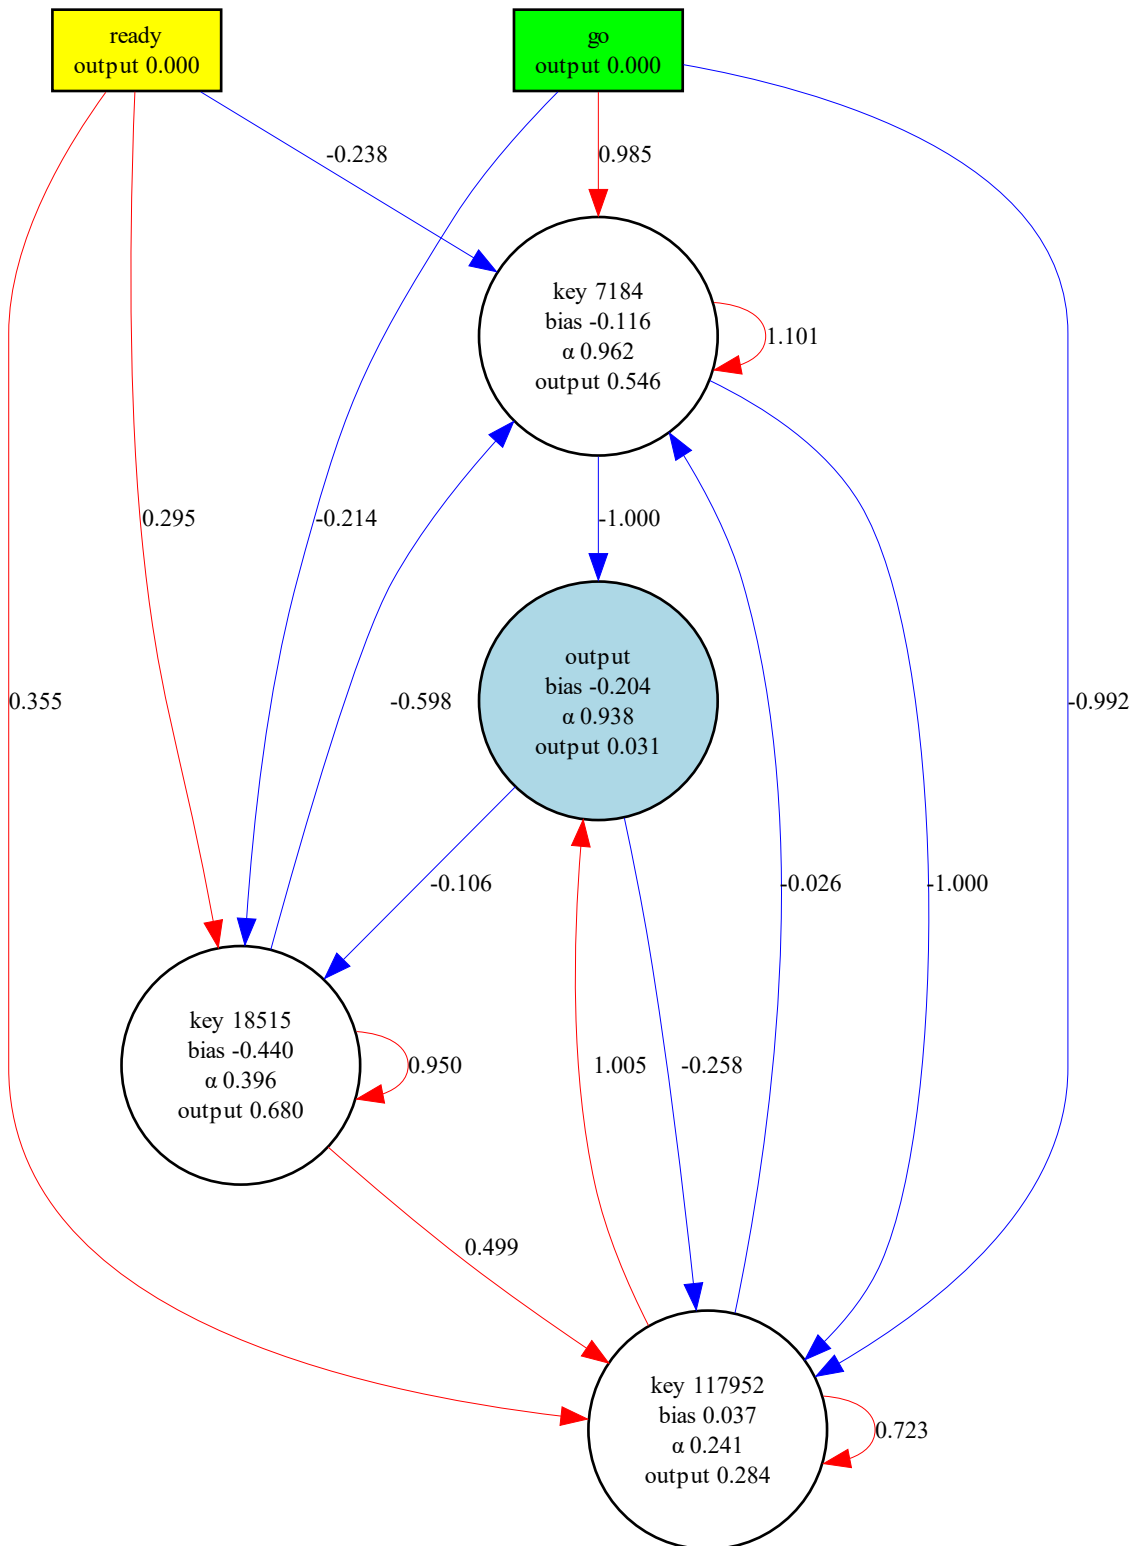 ready
output 0.000
go
output 0.000
-0.238
0.985
key 7184
bias -0.116
α 0.962
output 0.546
1.101
0.295
-0.214
-1.000
0.355
-0.598
output
bias -0.204
α 0.938
output 0.031
-0.992
-0.106
-0.026
-1.000
key 18515
bias -0.440
α 0.396
output 0.680
0.950
1.005
-0.258
0.499
key 117952
bias 0.037
α 0.241
output 0.284
0.723